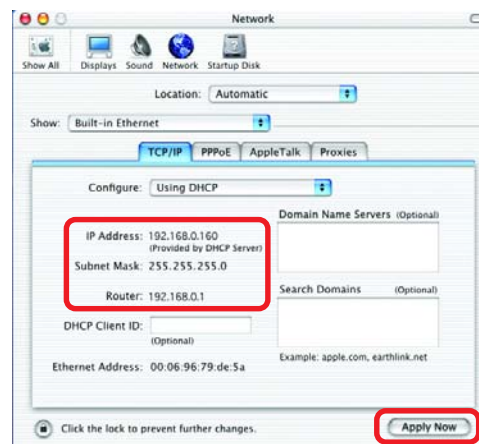 Network
Show All Displays Sound Network Startup Disk
Location: Automatic
Show: Built-in Ethernet
TCP/IP PPPoE AppleTalk Proxies
Configure: Using DHCP
Domain Name Servers (Optional)
IP Address: 192.168.0.160
(Provided by DHCP Server)
Subnet Mask: 255.255.255.0
Router: 192.168.0.1
Search Domains (Optional)
DHCP Client ID:
(Optional)
Example: apple.com, earthlink.net
Ethernet Address: 00:06:96:79:de:5a
Click the lock to prevent further changes.
Apply Now